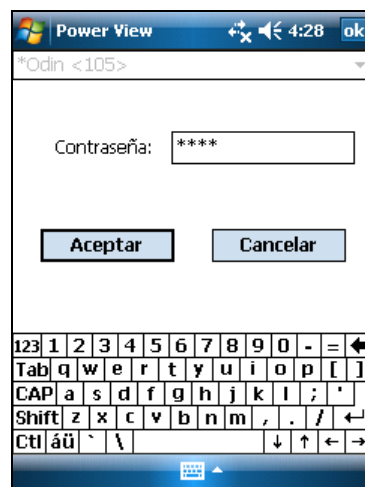 Power View 4:28 ok
*Odin <105>
Contraseña: ****
Aceptar Cancelar
123 1 2 3 4 5 6 7 8 9 0 - =
Tab q w e r t y u i o p [ ]
CAP a s d f g h j k l ; '
Shift z x c v b n m , . /
Ctl áü ` \ ↓ ↑ ← →